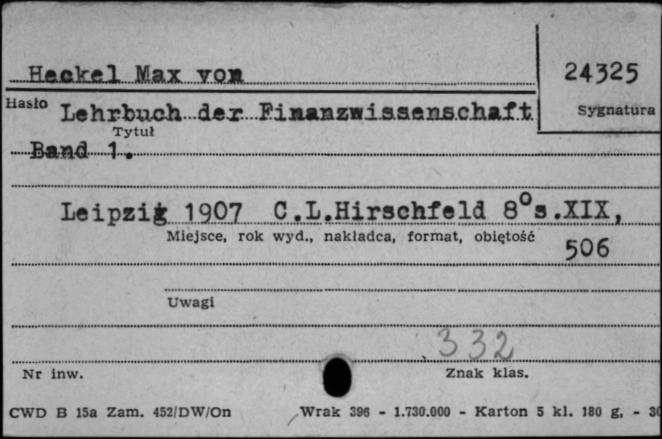 Heckel Max von
24325
Hasło
Sygnatura
Lehrbuch der Finanzwissenschaft
Tytuł
Band 1.
Leipzig 1907 C.L.Hirschfeld 8°s.XIX,
Miejsce, rok wyd., nakładca, format, objętość
506
Uwagi
332
Nr inw.
Znak klas.
CWD B 15a Zam. 452/DW/On Wrak 396 - 1.730.000 - Karton 5 kl. 180 g. - 30